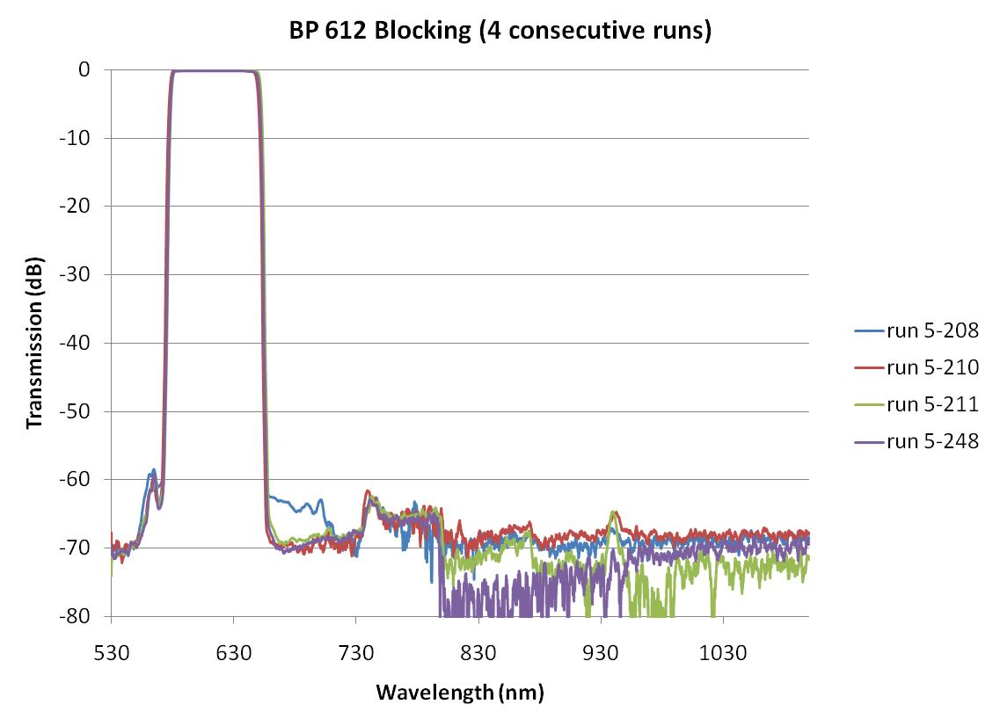 BP 612 Blocking (4 consecutive runs)
0
-10
-20
-30
-40
-50
-60
-70
-80
Transmission (dB)
530 630 730 830 930 1030
Wavelength (nm)
run 5-208
run 5-210
run 5-211
run 5-248